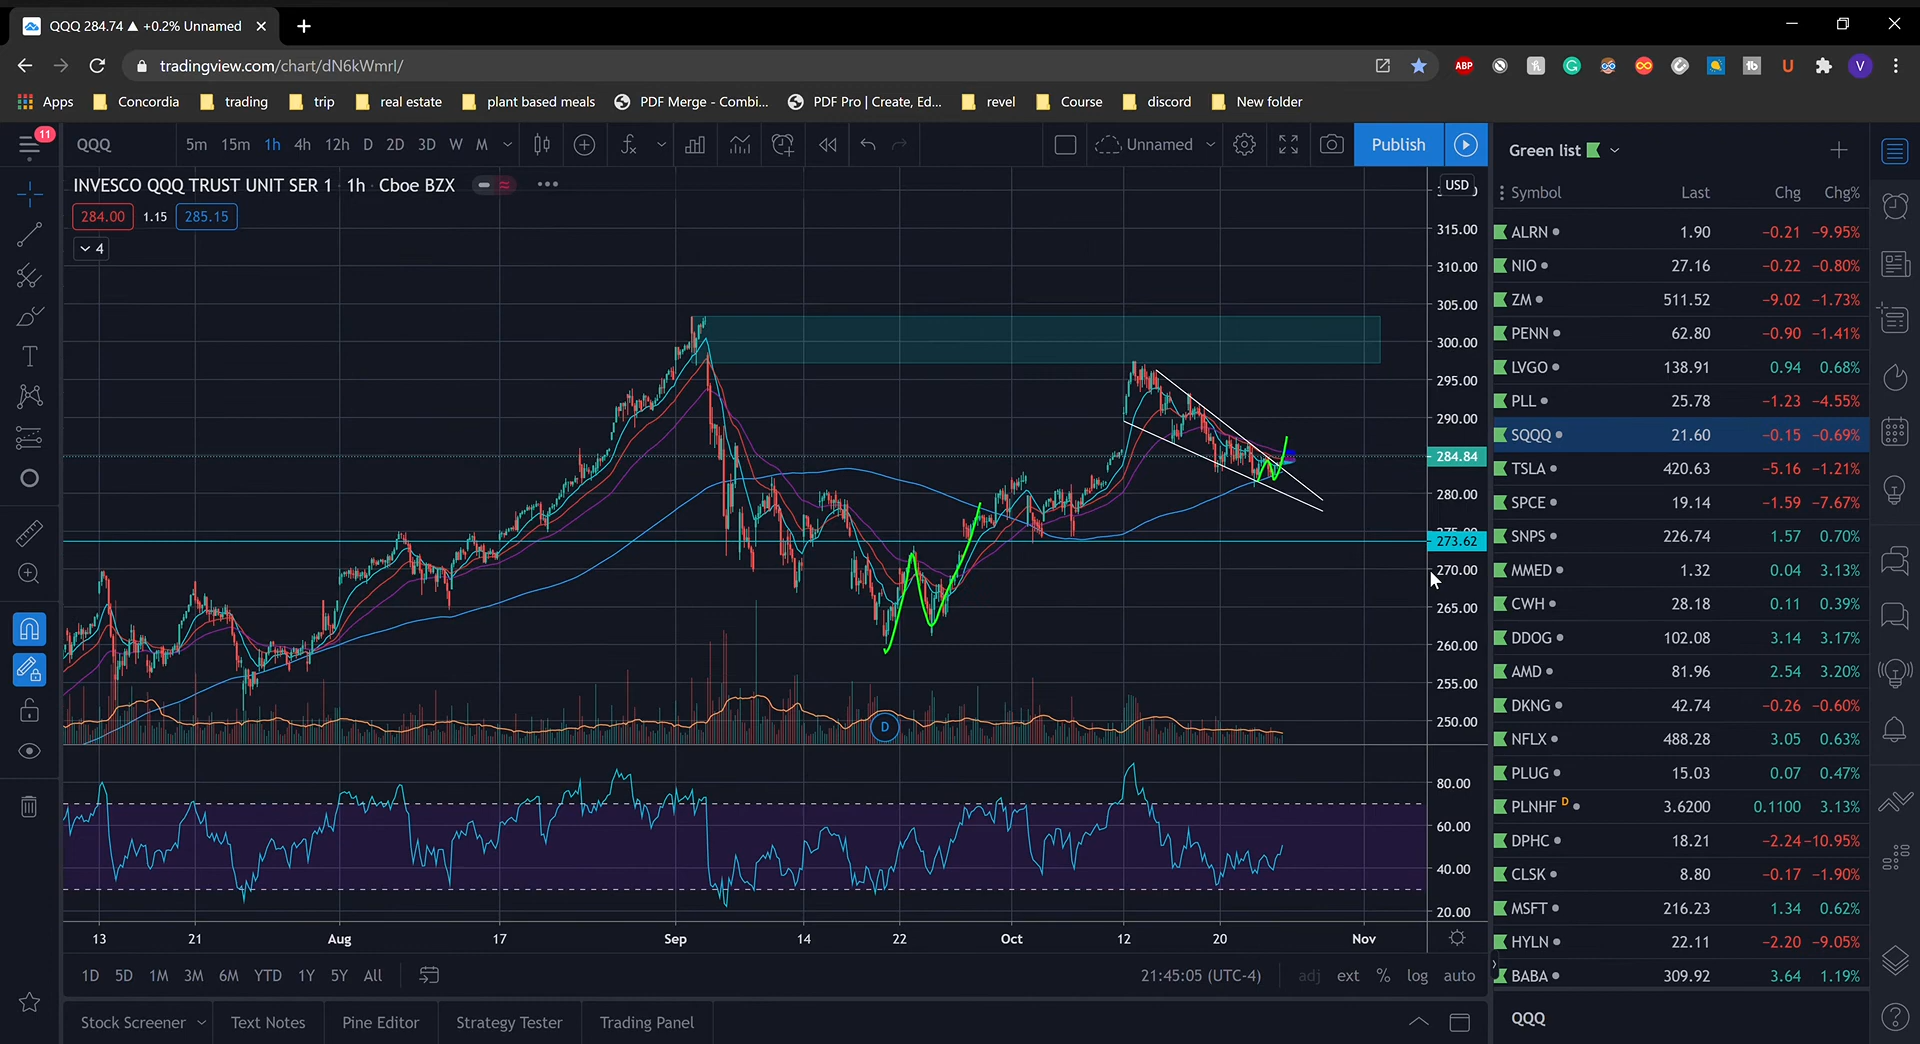 QQQ 284.74 ▲ +0.2% Unnamed
tradingview.com/chart/dN6kWmrl/
ABP
V
Apps Concordia trading trip real estate plant based meals PDF Merge - Combi... PDF Pro | Create, Ed... revel Course discord New folder
11
QQQ 5m 15m 1h 4h 12h D 2D 3D W M Unnamed Publish
INVESCO QQQ TRUST UNIT SER 1 1h Cboe BZX
284.00 1.15 285.15
4
USD
315.00
310.00
305.00
300.00
295.00
290.00
284.84
280.00
275.00
273.62
270.00
265.00
260.00
255.00
250.00
D
80.00
60.00
40.00
20.00
13 21 Aug 17 Sep 14 22 Oct 12 20 Nov
1D 5D 1M 3M 6M YTD 1Y 5Y All 21:45:05 (UTC-4) adj ext % log auto
Stock Screener Text Notes Pine Editor Strategy Tester Trading Panel
Green list
Symbol Last Chg Chg%
ALRN 1.90 −0.21 −9.95%
NIO 27.16 −0.22 −0.80%
ZM 511.52 −9.02 −1.73%
PENN 62.80 −0.90 −1.41%
LVGO 138.91 0.94 0.68%
PLL 25.78 −1.23 −4.55%
SQQQ 21.60 −0.15 −0.69%
TSLA 420.63 −5.16 −1.21%
SPCE 19.14 −1.59 −7.67%
SNPS 226.74 1.57 0.70%
MMED 1.32 0.04 3.13%
CWH 28.18 0.11 0.39%
DDOG 102.08 3.14 3.17%
AMD 81.96 2.54 3.20%
DKNG 42.74 −0.26 −0.60%
NFLX 488.28 3.05 0.63%
PLUG 15.03 0.07 0.47%
PLNHF D 3.6200 0.1100 3.13%
DPHC 18.21 −2.24 −10.95%
CLSK 8.80 −0.17 −1.90%
MSFT 216.23 1.34 0.62%
HYLN 22.11 −2.20 −9.05%
BABA 309.92 3.64 1.19%
QQQ